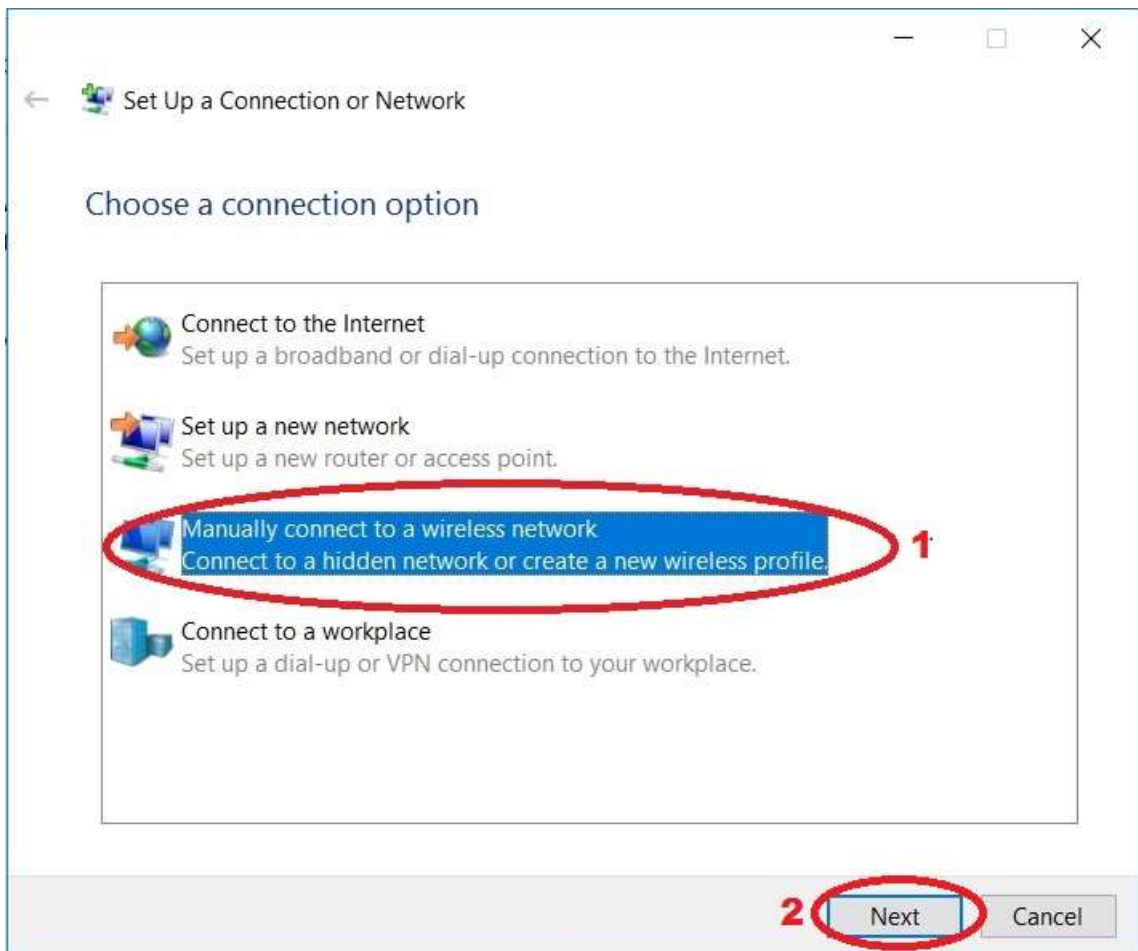 Set Up a Connection or Network
Choose a connection option
Connect to the Internet
Set up a broadband or dial-up connection to the Internet.
Set up a new network
Set up a new router or access point.
Manually connect to a wireless network
Connect to a hidden network or create a new wireless profile.
1
Connect to a workplace
Set up a dial-up or VPN connection to your workplace.
2 Next Cancel